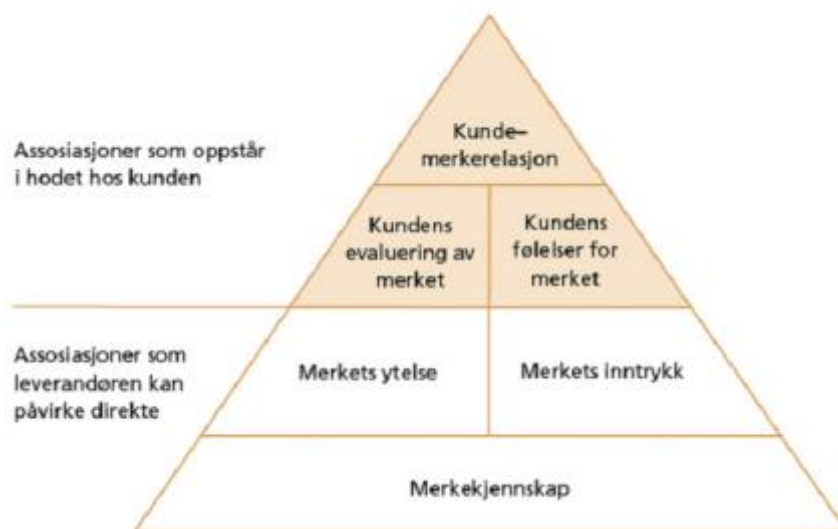 Kunde–
merkerelasjon
Assosiasjoner som oppstår
i hodet hos kunden
Kundens
evaluering av
merket
Kundens
følelser for
merket
Assosiasjoner som
leverandøren kan
påvirke direkte
Merkets ytelse
Merkets inntrykk
Merkekjennskap